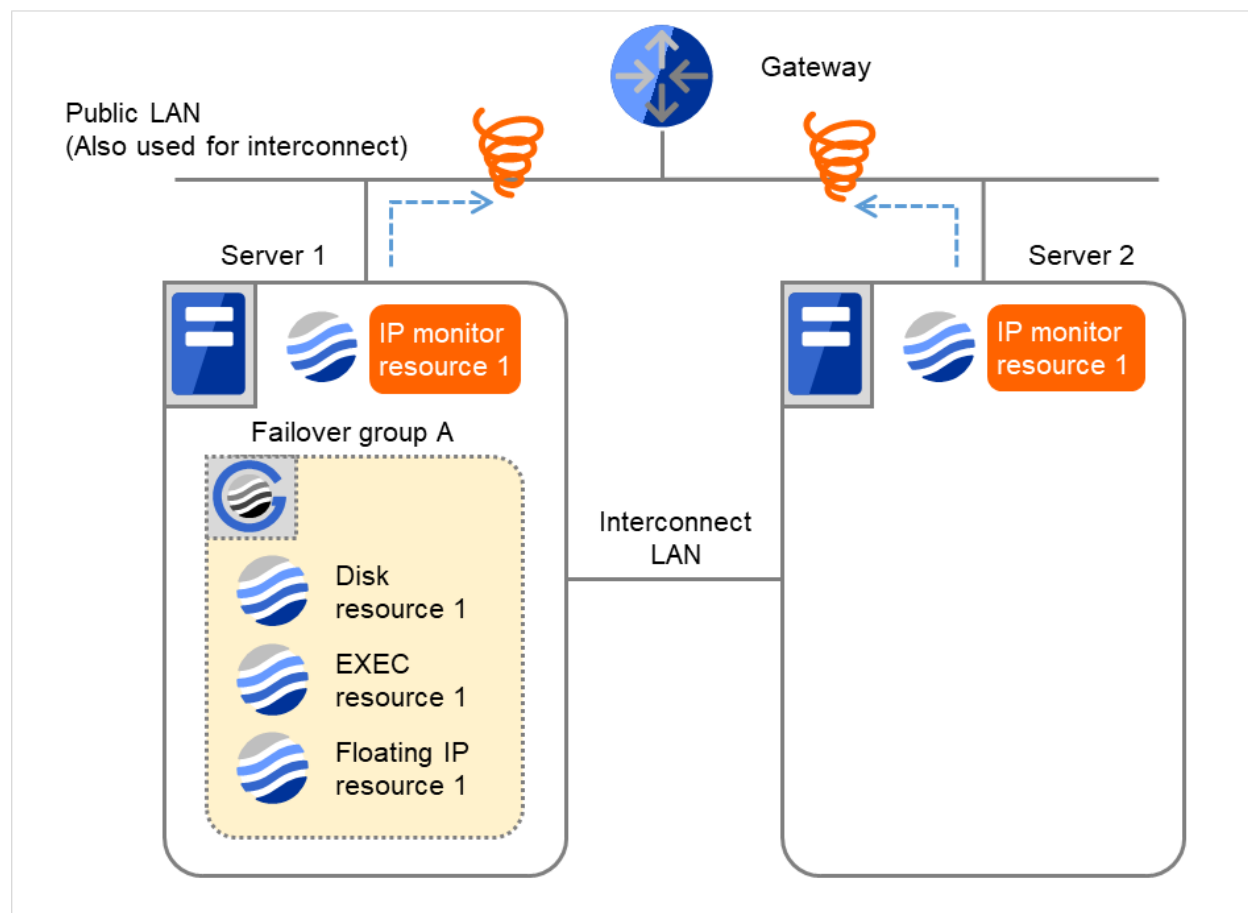 Gateway
Public LAN
(Also used for interconnect)
Server 1
Server 2
IP monitor
resource 1
IP monitor
resource 1
Failover group A
Interconnect
LAN
Disk
resource 1
EXEC
resource 1
Floating IP
resource 1